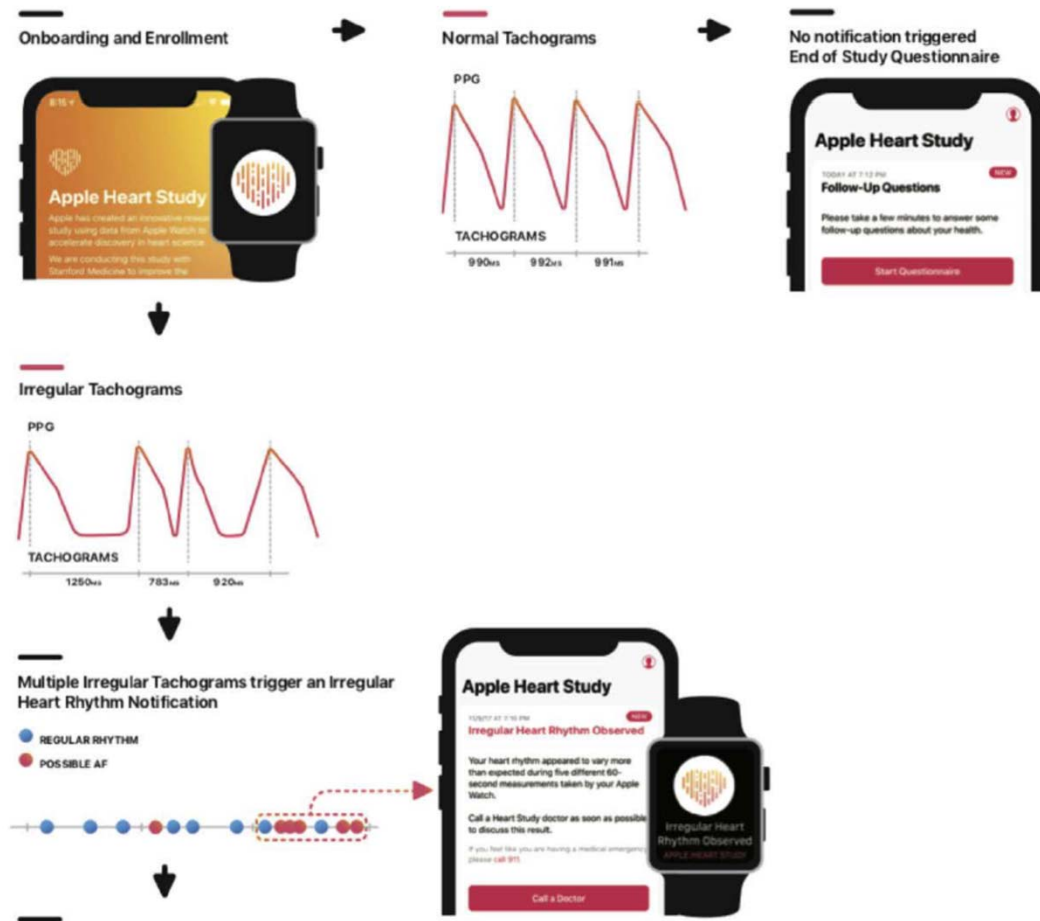 Onboarding and Enrollment
Normal Tachograms
No notification triggered
End of Study Questionnaire
8:15
Apple Heart Study
Apple has created an innovative
study using data from Apple Watch to
accelerate discovery in heart science.
We are conducting this study with
Stanford Medicine to improve the
PPG
TACHOGRAMS
990MS
992MS
991MS
Apple Heart Study
TODAY AT 7:13 PM
NEW
Follow-Up Questions
Please take a few minutes to answer some
follow-up questions about your health.
Start Questionnaire
Irregular Tachograms
PPG
TACHOGRAMS
1250MS
783MS
920MS
Multiple Irregular Tachograms trigger an Irregular
Heart Rhythm Notification
REGULAR RHYTHM
POSSIBLE AF
Apple Heart Study
NEW
Irregular Heart Rhythm Observed
Your heart rhythm appeared to vary more
than expected during five different 60-
second measurements taken by your Apple
Watch.
Call a Heart Study doctor as soon as possible
to discuss this result.
If you feel like you are having a medical emergency
please call 911
Call a Doctor
Irregular Heart
Rhythm Observed
APPLE HEART STUDY